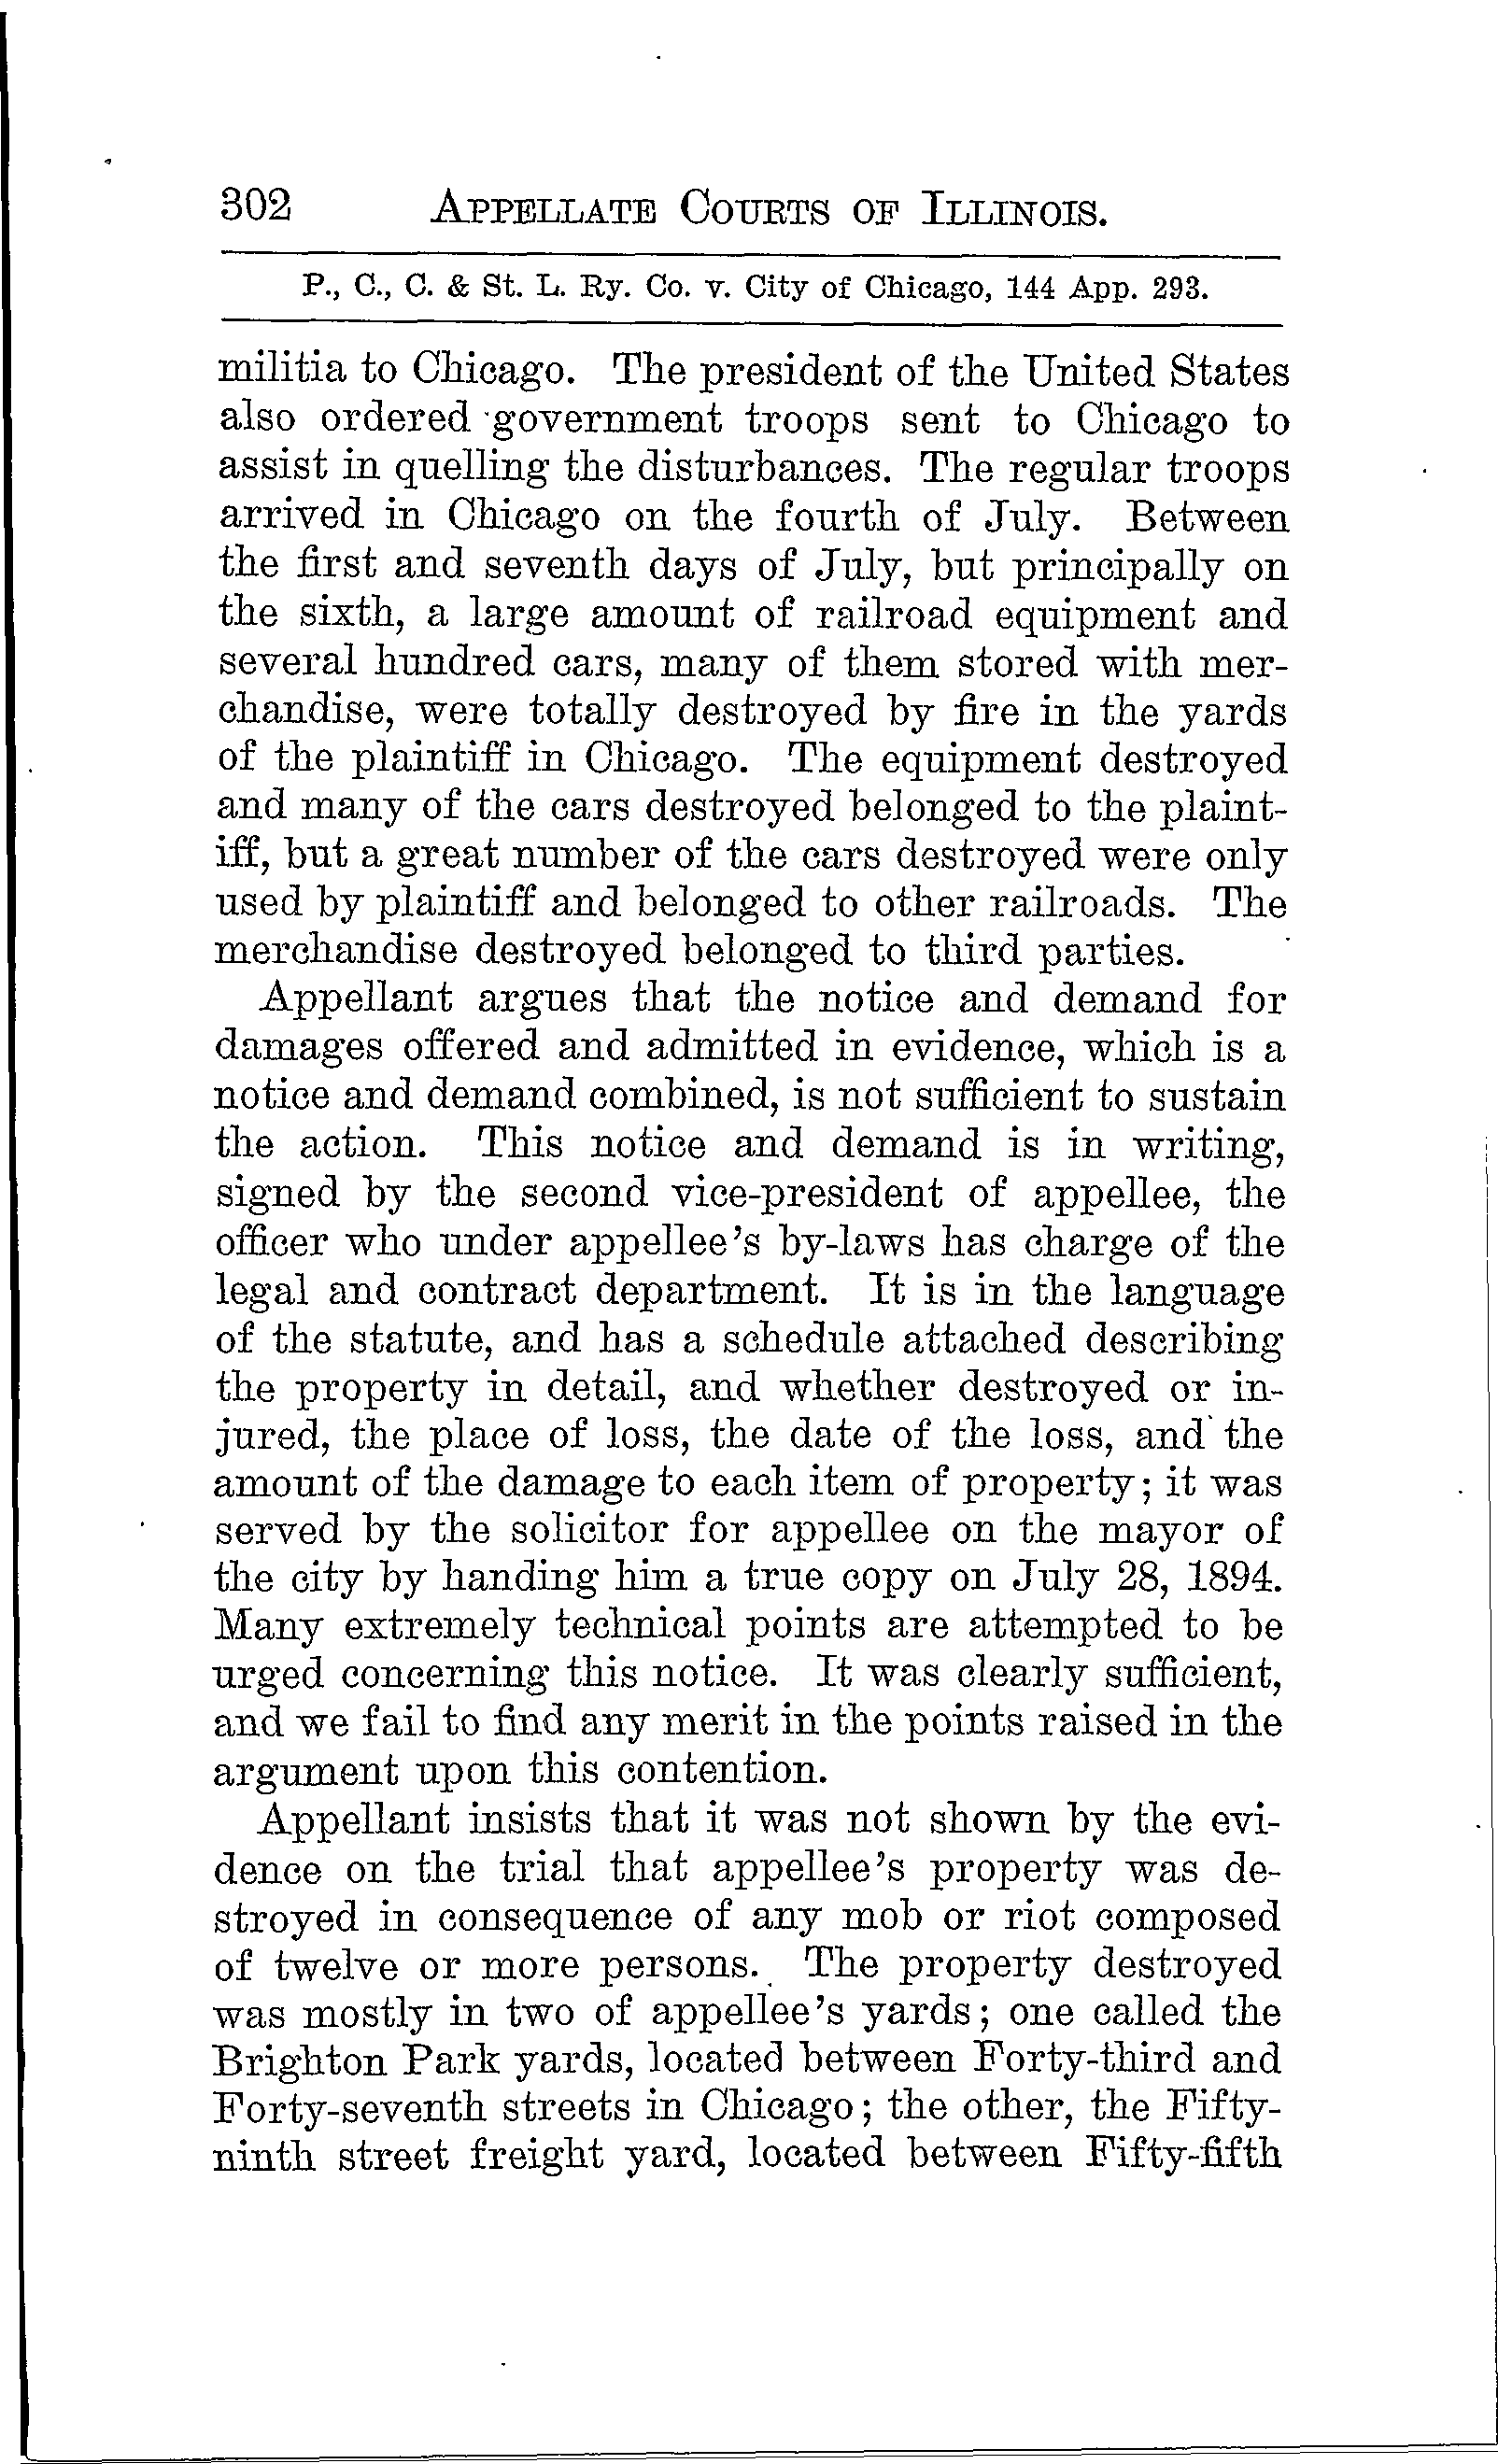 302 APPELLATE COURTS OF ILLINOIS.
P., C., C. & St. L. Ry. Co. v. City of Chicago, 144 App. 293.
militia to Chicago. The president of the United States
also ordered government troops sent to Chicago to
assist in quelling the disturbances. The regular troops
arrived in Chicago on the fourth of July. Between
the first and seventh days of July, but principally on
the sixth, a large amount of railroad equipment and
several hundred cars, many of them stored with mer-
chandise, were totally destroyed by fire in the yards
of the plaintiff in Chicago. The equipment destroyed
and many of the cars destroyed belonged to the plaint-
iff, but a great number of the cars destroyed were only
used by plaintiff and belonged to other railroads. The
merchandise destroyed belonged to third parties.
Appellant argues that the notice and demand for
damages offered and admitted in evidence, which is a
notice and demand combined, is not sufficient to sustain
the action. This notice and demand is in writing,
signed by the second vice-president of appellee, the
officer who under appellee's by-laws has charge of the
legal and contract department. It is in the language
of the statute, and has a schedule attached describing
the property in detail, and whether destroyed or in-
jured, the place of loss, the date of the loss, and the
amount of the damage to each item of property; it was
served by the solicitor for appellee on the mayor of
the city by handing him a true copy on July 28, 1894.
Many extremely technical points are attempted to be
urged concerning this notice. It was clearly sufficient,
and we fail to find any merit in the points raised in the
argument upon this contention.
Appellant insists that it was not shown by the evi-
dence on the trial that appellee's property was de-
stroyed in consequence of any mob or riot composed
of twelve or more persons. The property destroyed
was mostly in two of appellee's yards; one called the
Brighton Park yards, located between Forty-third and
Forty-seventh streets in Chicago; the other, the Fifty-
ninth street freight yard, located between Fifty-fifth